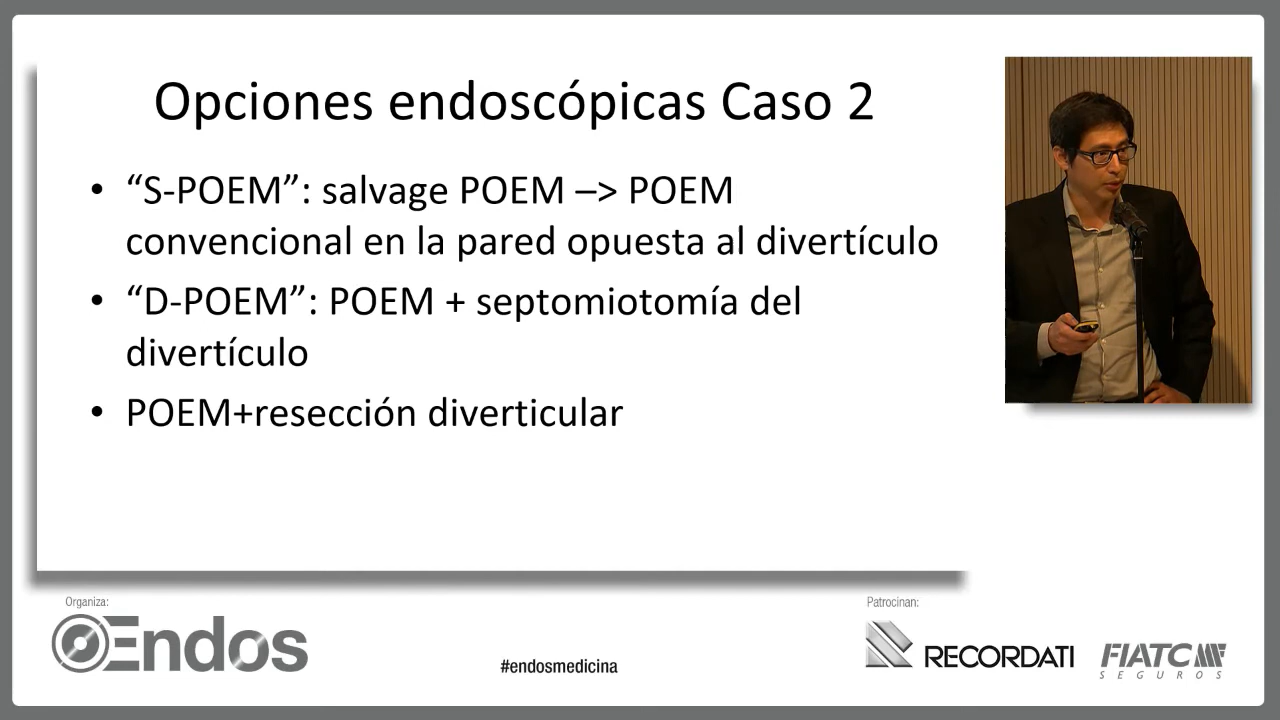 Opciones endoscópicas Caso 2
• “S-POEM”: salvage POEM –> POEM
convencional en la pared opuesta al divertículo
• “D-POEM”: POEM + septomiotomía del
divertículo
• POEM+resección diverticular
Organiza:
Endos
#endosmedicina
Patrocinan:
RECORDATI
FIATC
SEGUROS